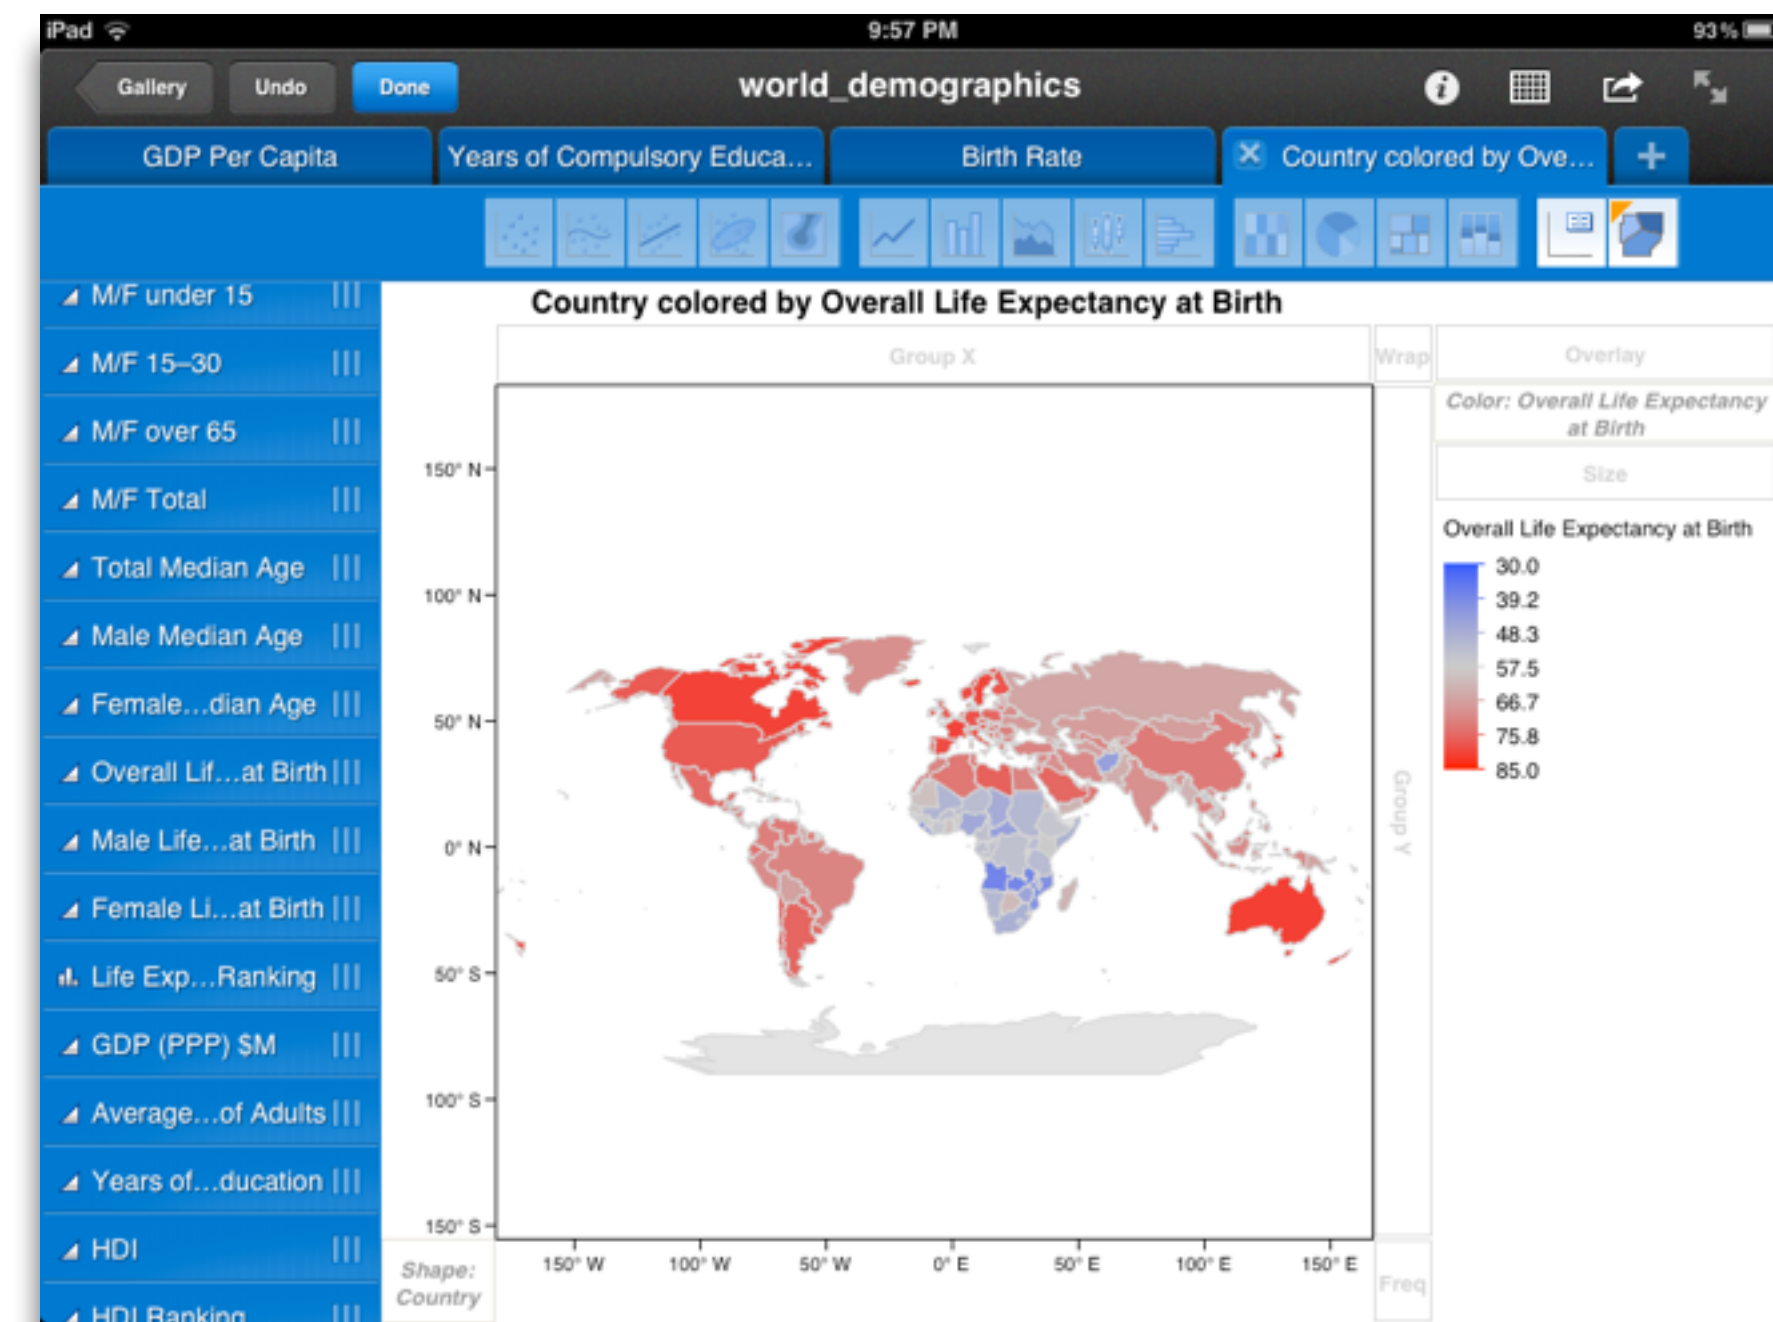 iPad 9:57 PM 93%
Gallery Undo Done world_demographics
GDP Per Capita Years of Compulsory Educa... Birth Rate Country colored by Ove...
M/F under 15
M/F 15–30
M/F over 65
M/F Total
Total Median Age
Male Median Age
Female...dian Age
Overall Lif...at Birth
Male Life...at Birth
Female Li...at Birth
Life Exp...Ranking
GDP (PPP) $M
Average...of Adults
Years of...ducation
HDI
HDI Ranking
Country colored by Overall Life Expectancy at Birth
Group X
Wrap
Overlay
Color: Overall Life Expectancy
at Birth
Size
Overall Life Expectancy at Birth
30.0
39.2
48.3
57.5
66.7
75.8
85.0
Group Y
150° N
100° N
50° N
0° N
50° S
100° S
150° S
150° W 100° W 50° W 0° E 50° E 100° E 150° E
Shape:
Country
Freq